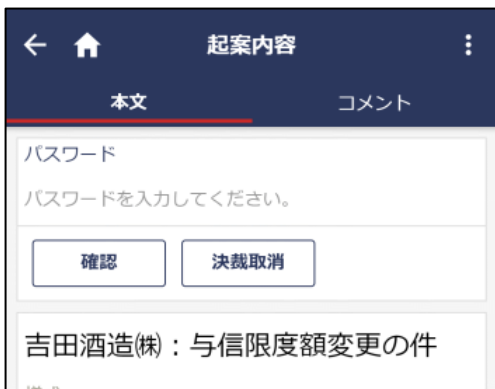 起案内容
本文 コメント
パスワード
パスワードを入力してください。
確認 決裁取消
吉田酒造㈱：与信限度額変更の件